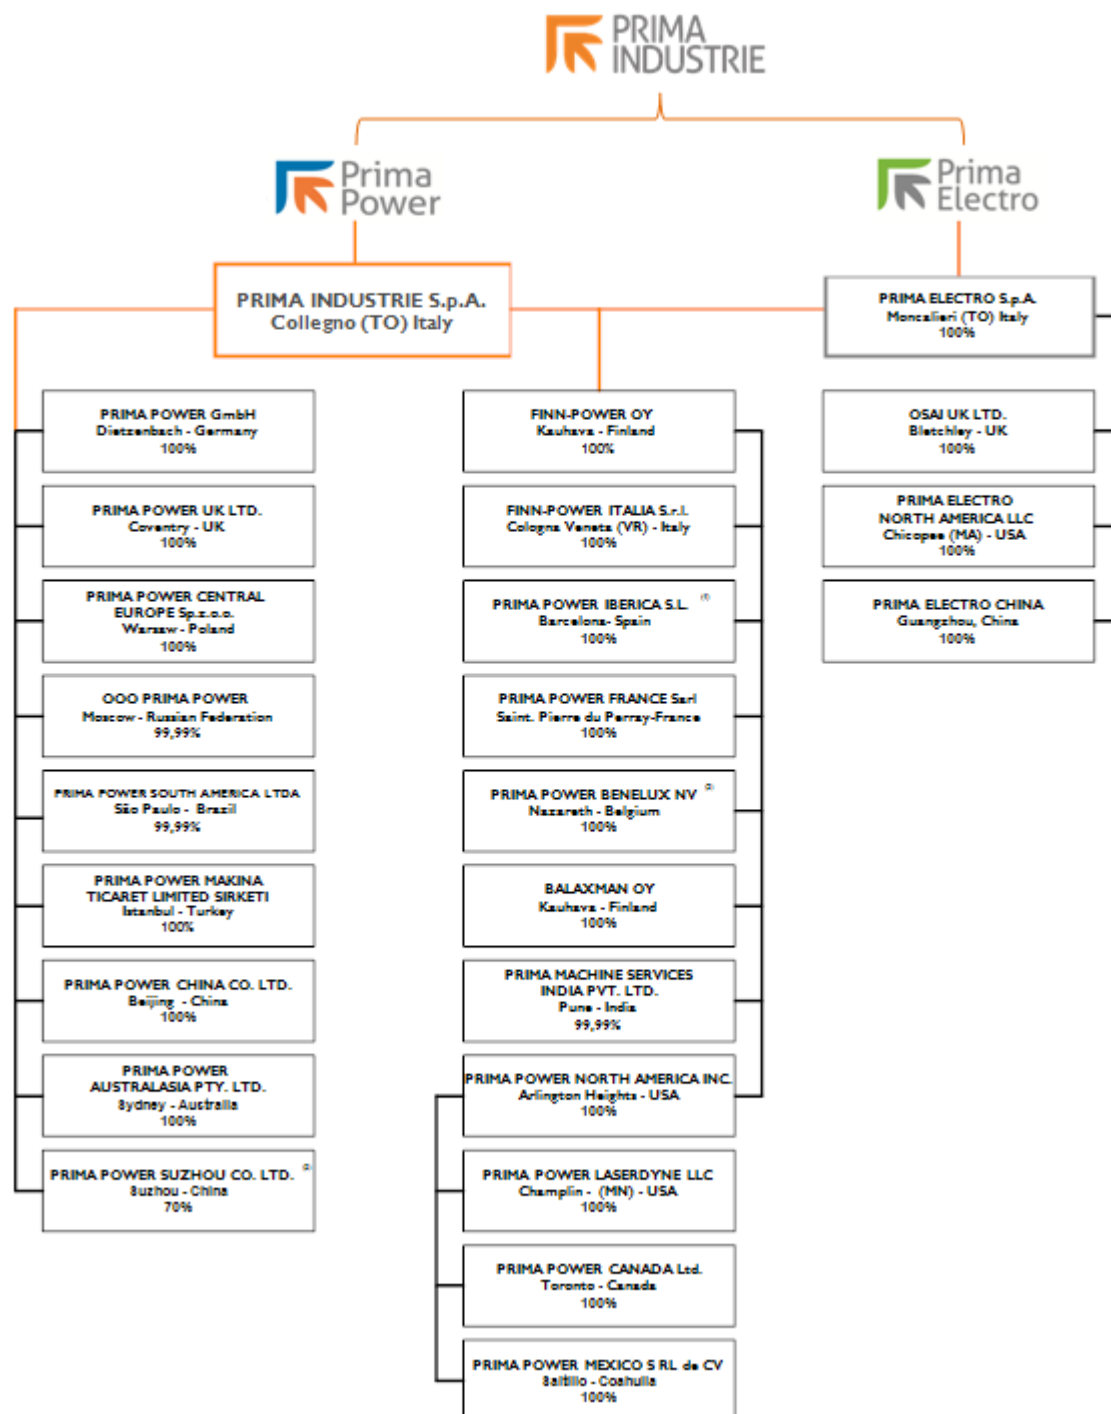 PRIMA
INDUSTRIE
Prima
Power
Prima
Electro
PRIMA INDUSTRIE S.p.A.
Collegno (TO) Italy
PRIMA ELECTRO S.p.A.
Moncalieri (TO) Italy
100%
PRIMA POWER GmbH
Dietzenbach - Germany
100%
PRIMA POWER UK LTD.
Coventry - UK
100%
PRIMA POWER CENTRAL
EUROPE Sp.z.o.o.
Warsaw - Poland
100%
OOO PRIMA POWER
Moscow - Russian Federation
99,99%
PRIMA POWER SOUTH AMERICA LTDA
São Paulo - Brazil
99,99%
PRIMA POWER MAKINA
TICARET LIMITED SIRKETI
Istanbul - Turkey
100%
PRIMA POWER CHINA CO. LTD.
Beijing - China
100%
PRIMA POWER
AUSTRALASIA PTY. LTD.
Sydney - Australia
100%
PRIMA POWER SUZHOU CO. LTD.
Suzhou - China
70%
FINN-POWER OY
Kauhava - Finland
100%
FINN-POWER ITALIA S.r.l.
Cologna Veneta (VR) - Italy
100%
PRIMA POWER IBERICA S.L. (1)
Barcelona- Spain
100%
PRIMA POWER FRANCE Sarl
Saint. Pierre du Perray-France
100%
PRIMA POWER BENELUX NV
Nazareth - Belgium
100%
BALAXMAN OY
Kauhava - Finland
100%
PRIMA MACHINE SERVICES
INDIA PVT. LTD.
Pune - India
99,99%
PRIMA POWER NORTH AMERICA INC.
Arlington Heights - USA
100%
PRIMA POWER LASERDYNE LLC
Champlin - (MN) - USA
100%
PRIMA POWER CANADA Ltd.
Toronto - Canada
100%
PRIMA POWER MEXICO S RL de CV
Saltillo - Coahulla
100%
OSAI UK LTD.
Bletchley - UK
100%
PRIMA ELECTRO
NORTH AMERICA LLC
Chicopee (MA) - USA
100%
PRIMA ELECTRO CHINA
Guangzhou, China
100%